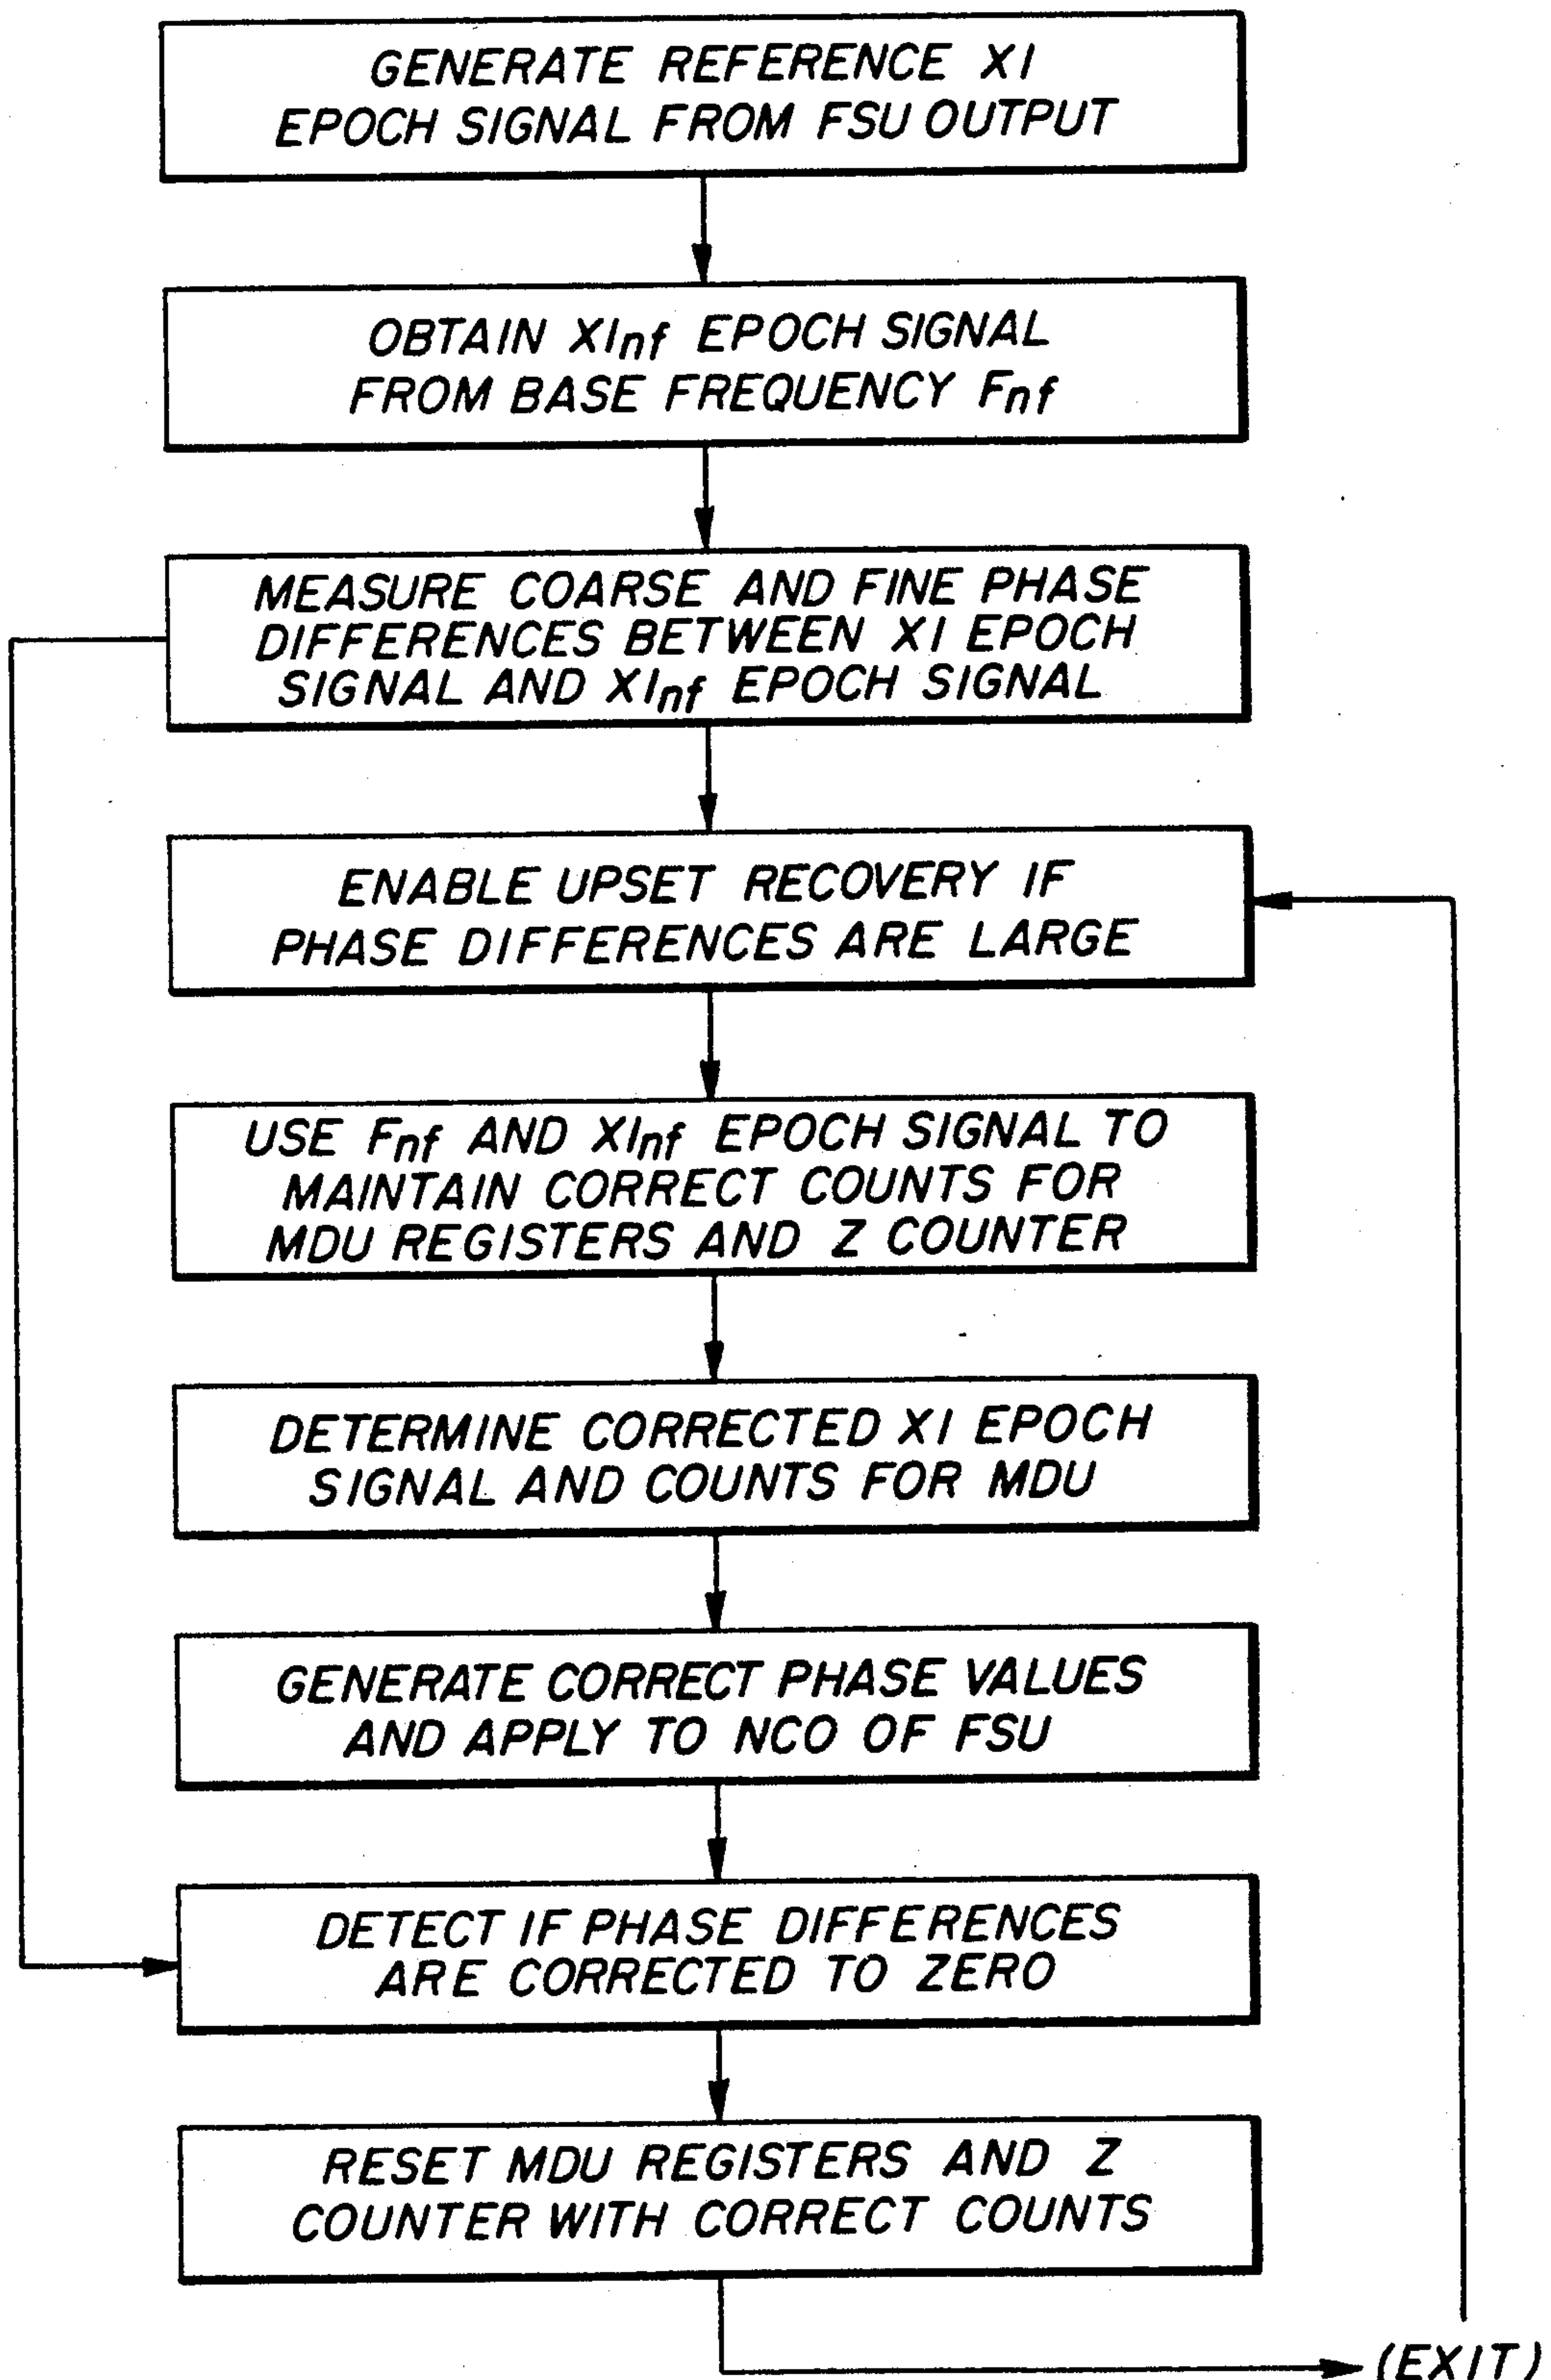 GENERATE REFERENCE X1
EPOCH SIGNAL FROM FSU OUTPUT
OBTAIN X1nf EPOCH SIGNAL
FROM BASE FREQUENCY Fnf
MEASURE COARSE AND FINE PHASE
DIFFERENCES BETWEEN X1 EPOCH
SIGNAL AND X1nf EPOCH SIGNAL
ENABLE UPSET RECOVERY IF
PHASE DIFFERENCES ARE LARGE
USE Fnf AND X1nf EPOCH SIGNAL TO
MAINTAIN CORRECT COUNTS FOR
MDU REGISTERS AND Z COUNTER
DETERMINE CORRECTED X1 EPOCH
SIGNAL AND COUNTS FOR MDU
GENERATE CORRECT PHASE VALUES
AND APPLY TO NCO OF FSU
DETECT IF PHASE DIFFERENCES
ARE CORRECTED TO ZERO
RESET MDU REGISTERS AND Z
COUNTER WITH CORRECT COUNTS
(EXIT)